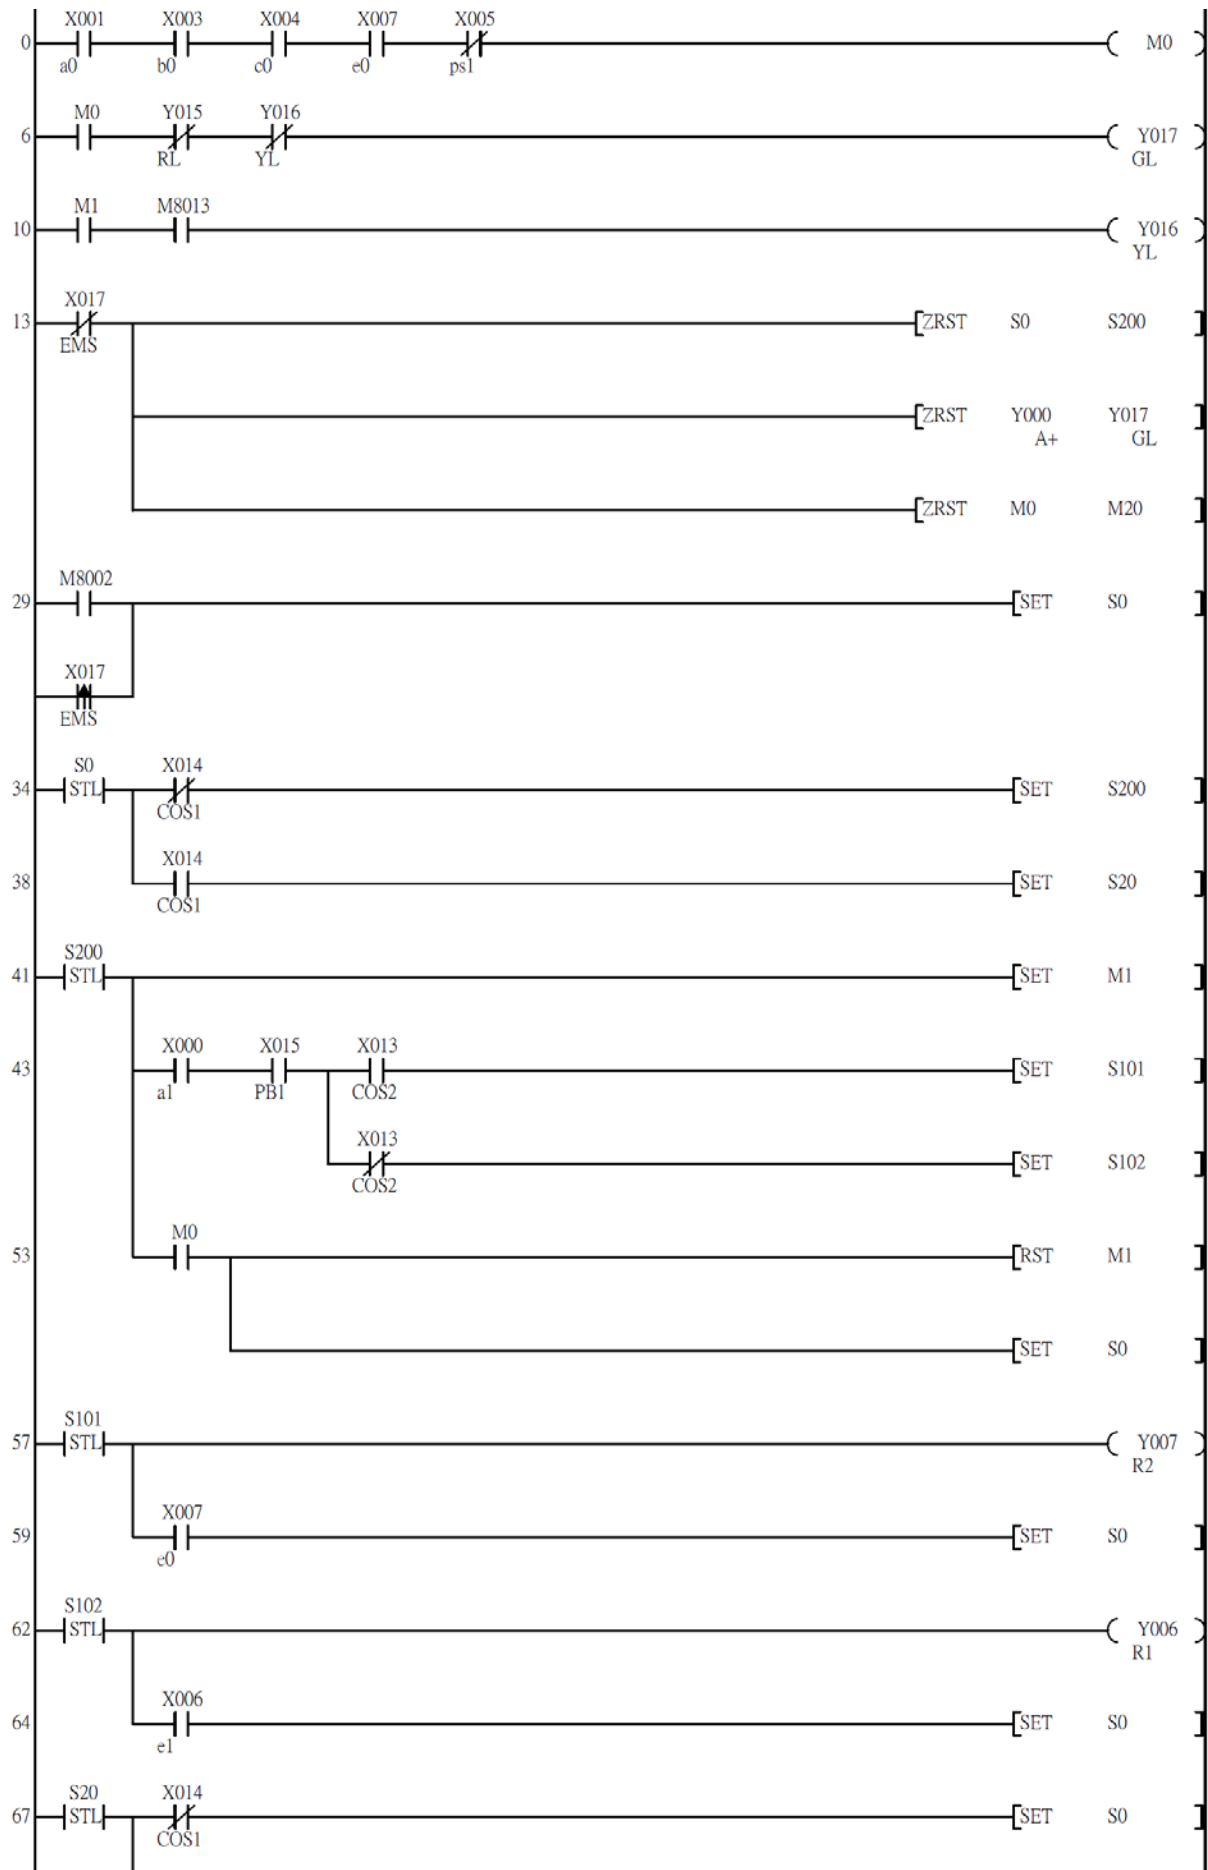 X001 X003 X004 X007 X005
0 M0
a0 b0 c0 e0 ps1
M0 Y015 Y016
6 Y017
RL YL GL
M1 M8013
10 Y016
YL
X017
13 ZRST S0 S200
EMS
ZRST Y000 Y017
A+ GL
ZRST M0 M20
M8002
29 SET S0
X017
EMS
S0 X014
34 STL SET S200
COS1
X014
38 SET S20
COS1
S200
41 STL SET M1
X000 X015 X013
43 SET S101
a1 PB1 COS2
X013
SET S102
COS2
M0
53 RST M1
SET S0
S101
57 STL Y007
R2
X007
59 SET S0
e0
S102
62 STL Y006
R1
X006
64 SET S0
e1
S20 X014
67 STL SET S0
COS1